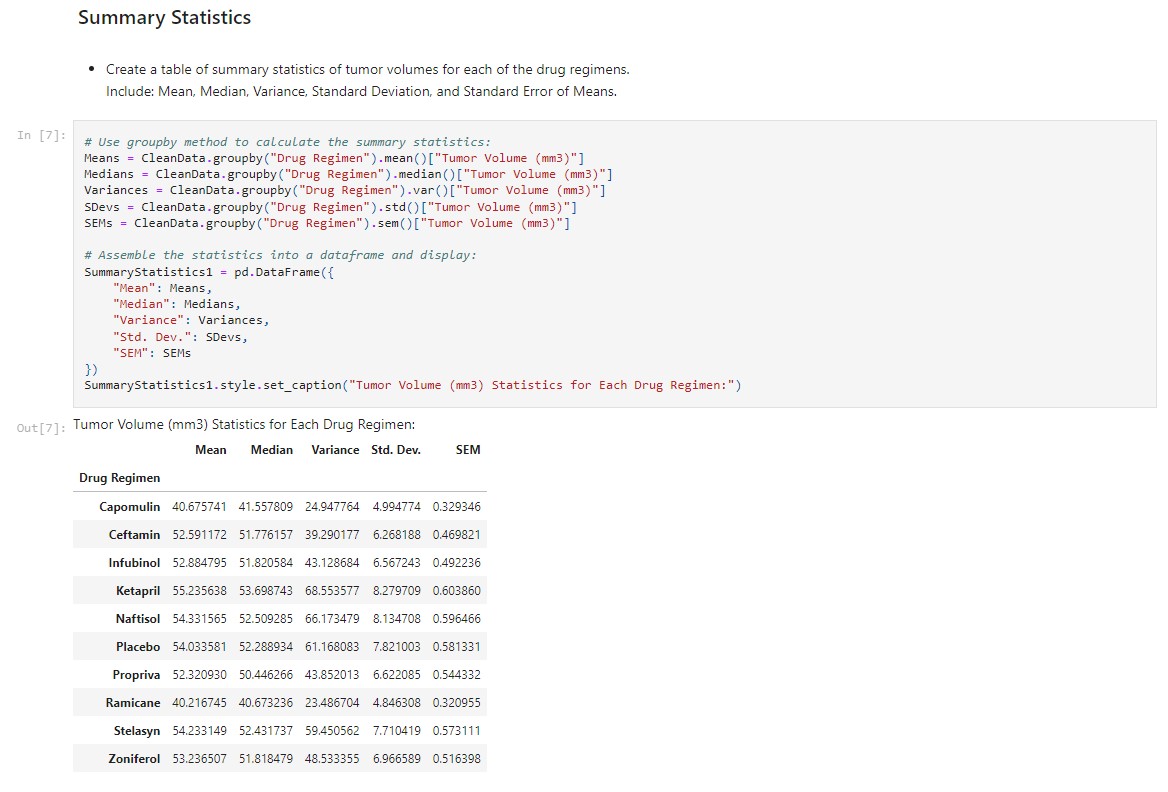 Summary Statistics
• Create a table of summary statistics of tumor volumes for each of the drug regimens.
Include: Mean, Median, Variance, Standard Deviation, and Standard Error of Means.
In [7]:
# Use groupby method to calculate the summary statistics:
Means = CleanData.groupby("Drug Regimen").mean()["Tumor Volume (mm3)"]
Medians = CleanData.groupby("Drug Regimen").median()["Tumor Volume (mm3)"]
Variances = CleanData.groupby("Drug Regimen").var()["Tumor Volume (mm3)"]
SDevs = CleanData.groupby("Drug Regimen").std()["Tumor Volume (mm3)"]
SEMs = CleanData.groupby("Drug Regimen").sem()["Tumor Volume (mm3)"]
# Assemble the statistics into a dataframe and display:
SummaryStatistics1 = pd.DataFrame({
"Mean": Means,
"Median": Medians,
"Variance": Variances,
"Std. Dev.": SDevs,
"SEM": SEMs
})
SummaryStatistics1.style.set_caption("Tumor Volume (mm3) Statistics for Each Drug Regimen:")
Out[7]: Tumor Volume (mm3) Statistics for Each Drug Regimen:
Mean Median Variance Std. Dev. SEM
Drug Regimen
Capomulin 40.675741 41.557809 24.947764 4.994774 0.329346
Ceftamin 52.591172 51.776157 39.290177 6.268188 0.469821
Infubinol 52.884795 51.820584 43.128684 6.567243 0.492236
Ketapril 55.235638 53.698743 68.553577 8.279709 0.603860
Naftisol 54.331565 52.509285 66.173479 8.134708 0.596466
Placebo 54.033581 52.288934 61.168083 7.821003 0.581331
Propriva 52.320930 50.446266 43.852013 6.622085 0.544332
Ramicane 40.216745 40.673236 23.486704 4.846308 0.320955
Stelasyn 54.233149 52.431737 59.450562 7.710419 0.573111
Zoniferol 53.236507 51.818479 48.533355 6.966589 0.516398